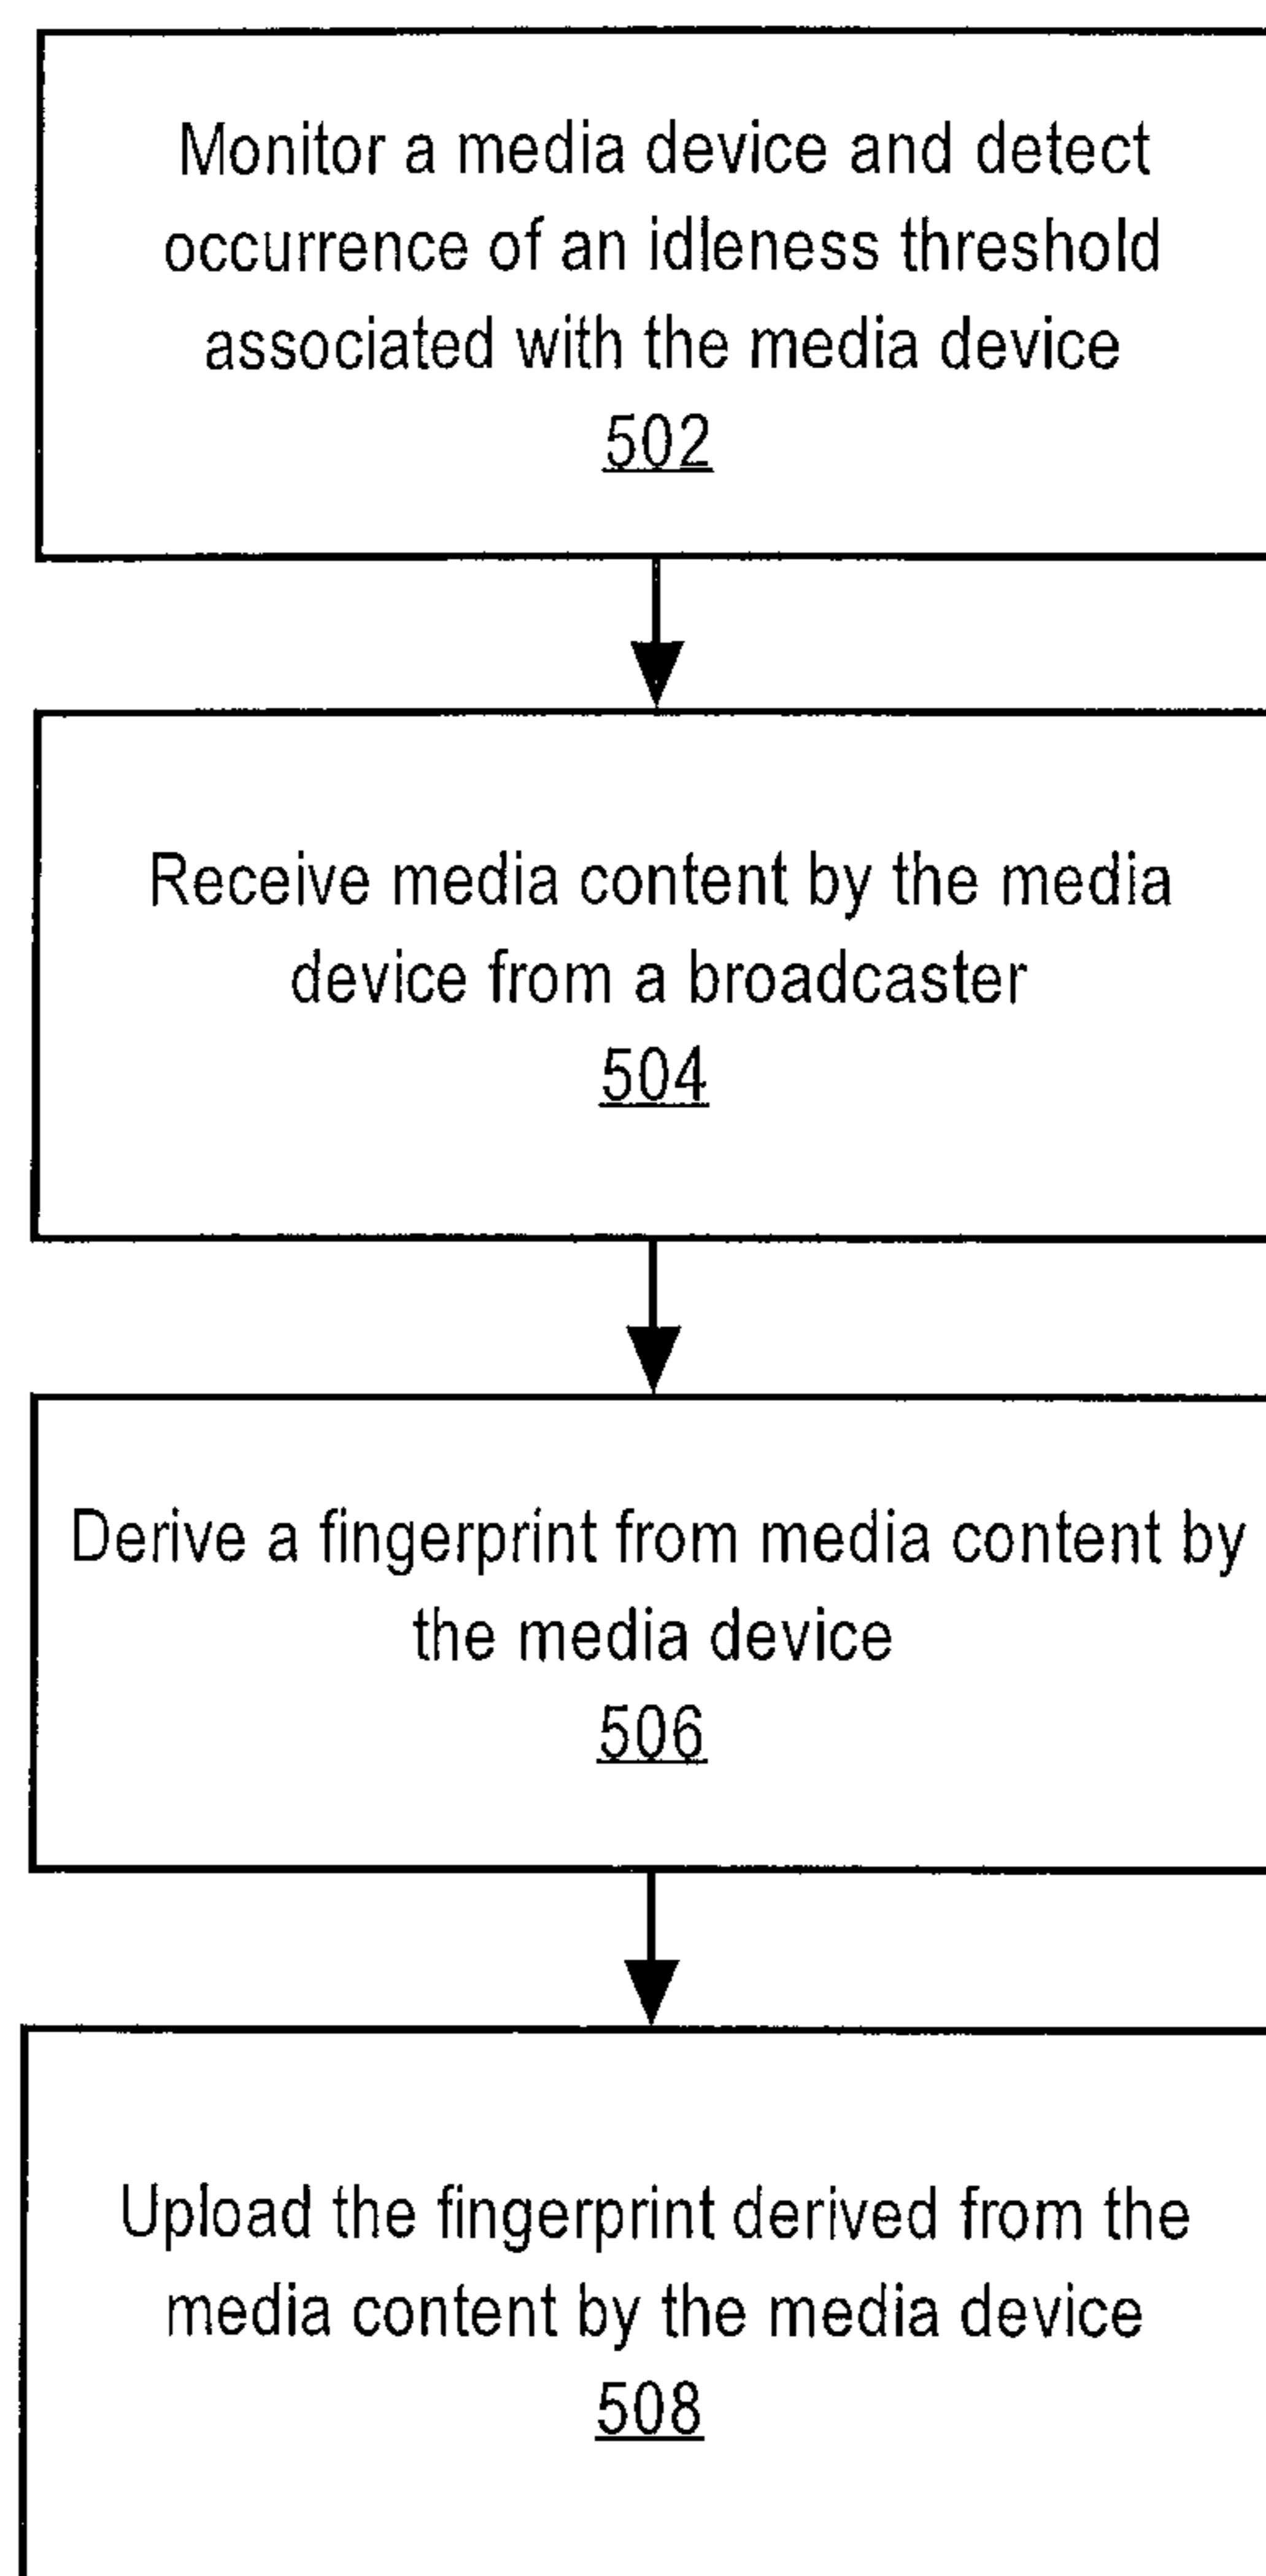 Monitor a media device and detect
occurrence of an idleness threshold
associated with the media device
502
Receive media content by the media
device from a broadcaster
504
Derive a fingerprint from media content by
the media device
506
Upload the fingerprint derived from the
media content by the media device
508